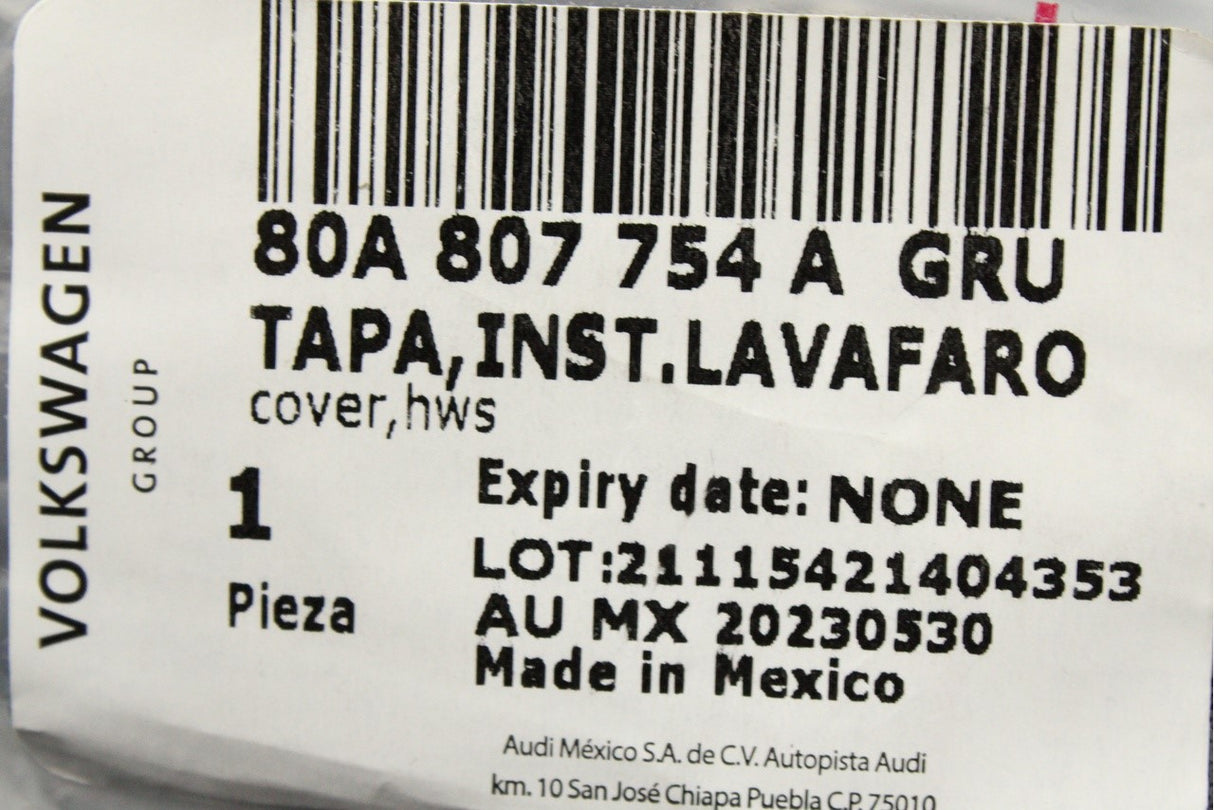 VOLKSWAGEN
GROUP
80A 807 754 A GRU
TAPA,INST.LAVAFARO
cover,hws
1
Pieza
Expiry date: NONE
LOT:21115421404353
AU MX 20230530
Made in Mexico
Audi México S.A. de C.V. Autopista Audi
km. 10 San José Chiapa Puebla C.P. 75010